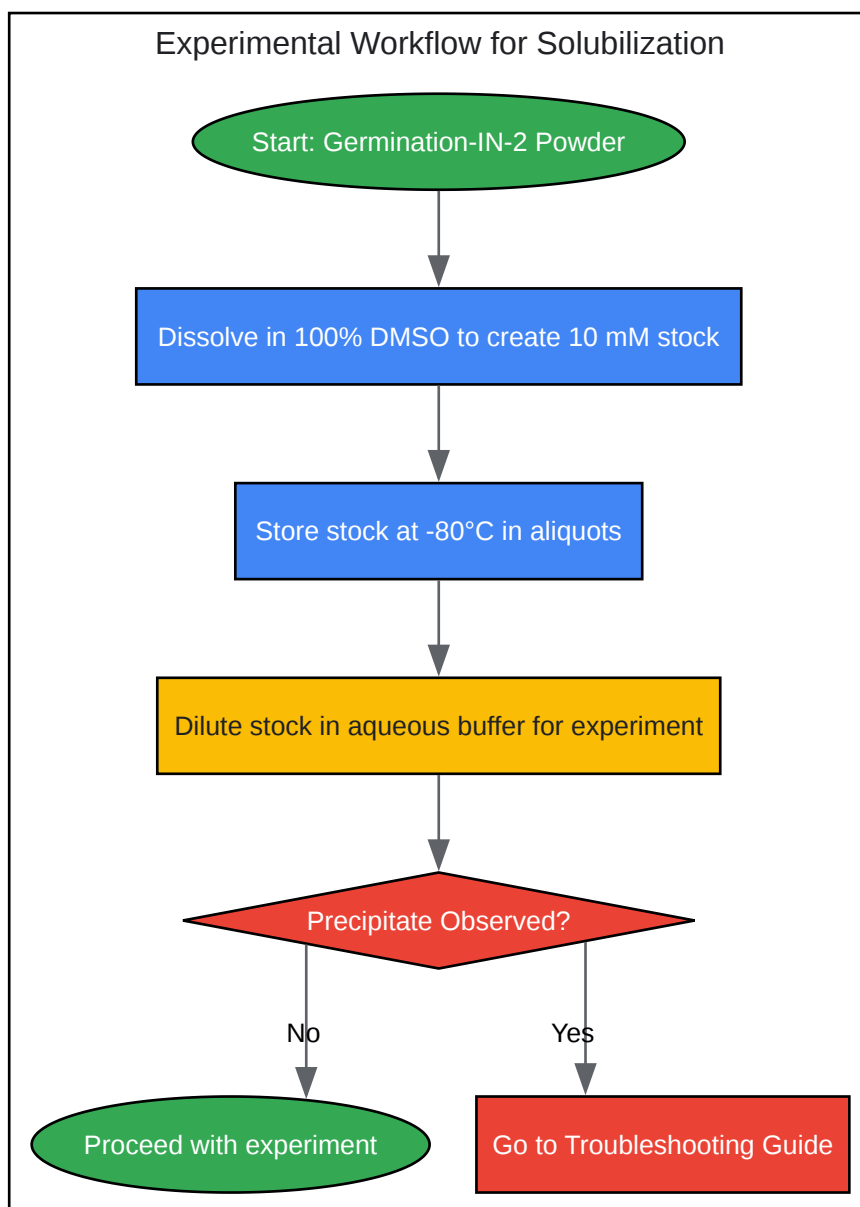 Experimental Workflow for Solubilization
Start: Germination-IN-2 Powder
Dissolve in 100% DMSO to create 10 mM stock
Store stock at -80°C in aliquots
Dilute stock in aqueous buffer for experiment
Precipitate Observed?
No
Yes
Proceed with experiment
Go to Troubleshooting Guide